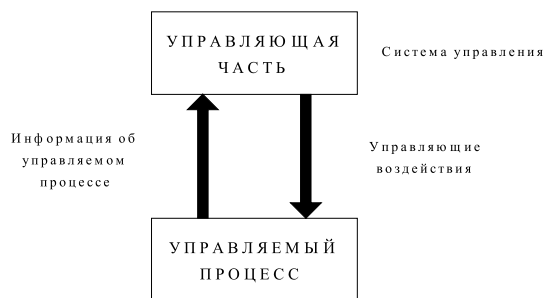 УПРАВЛЯЮЩАЯ
ЧАСТЬ
Система управления
Информация об
управляемом
процессе
Управляющие
воздействия
УПРАВЛЯЕМЫЙ
ПРОЦЕСС